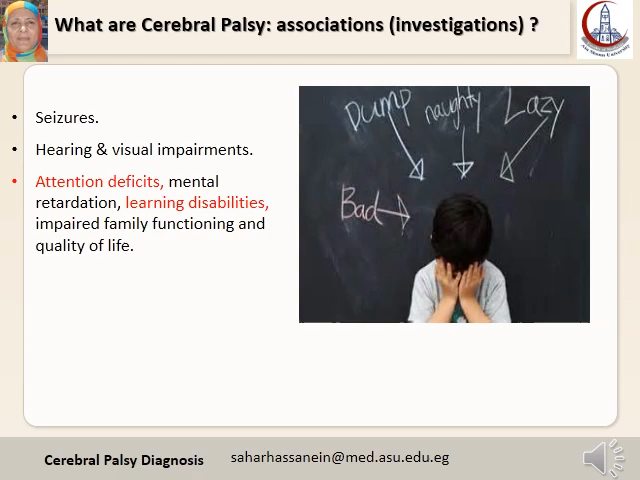 What are Cerebral Palsy: associations (investigations) ?
• Seizures.
• Hearing & visual impairments.
• Attention deficits, mental
retardation, learning disabilities,
impaired family functioning and
quality of life.
Dump naughty Lazy
Bad
Cerebral Palsy Diagnosis
saharhassanein@med.asu.edu.eg